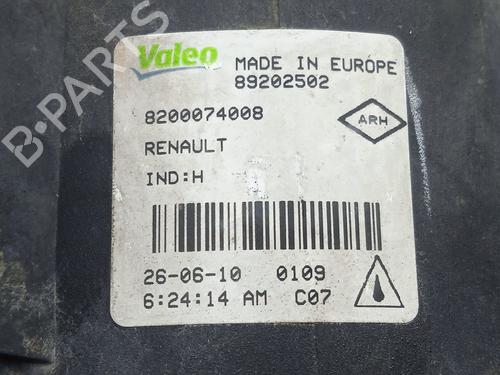 Valeo MADE IN EUROPE
89202502
8200074008
ARH
RENAULT
IND:H
26-06-10 0109
6:24:14 AM C07
B-PARTS